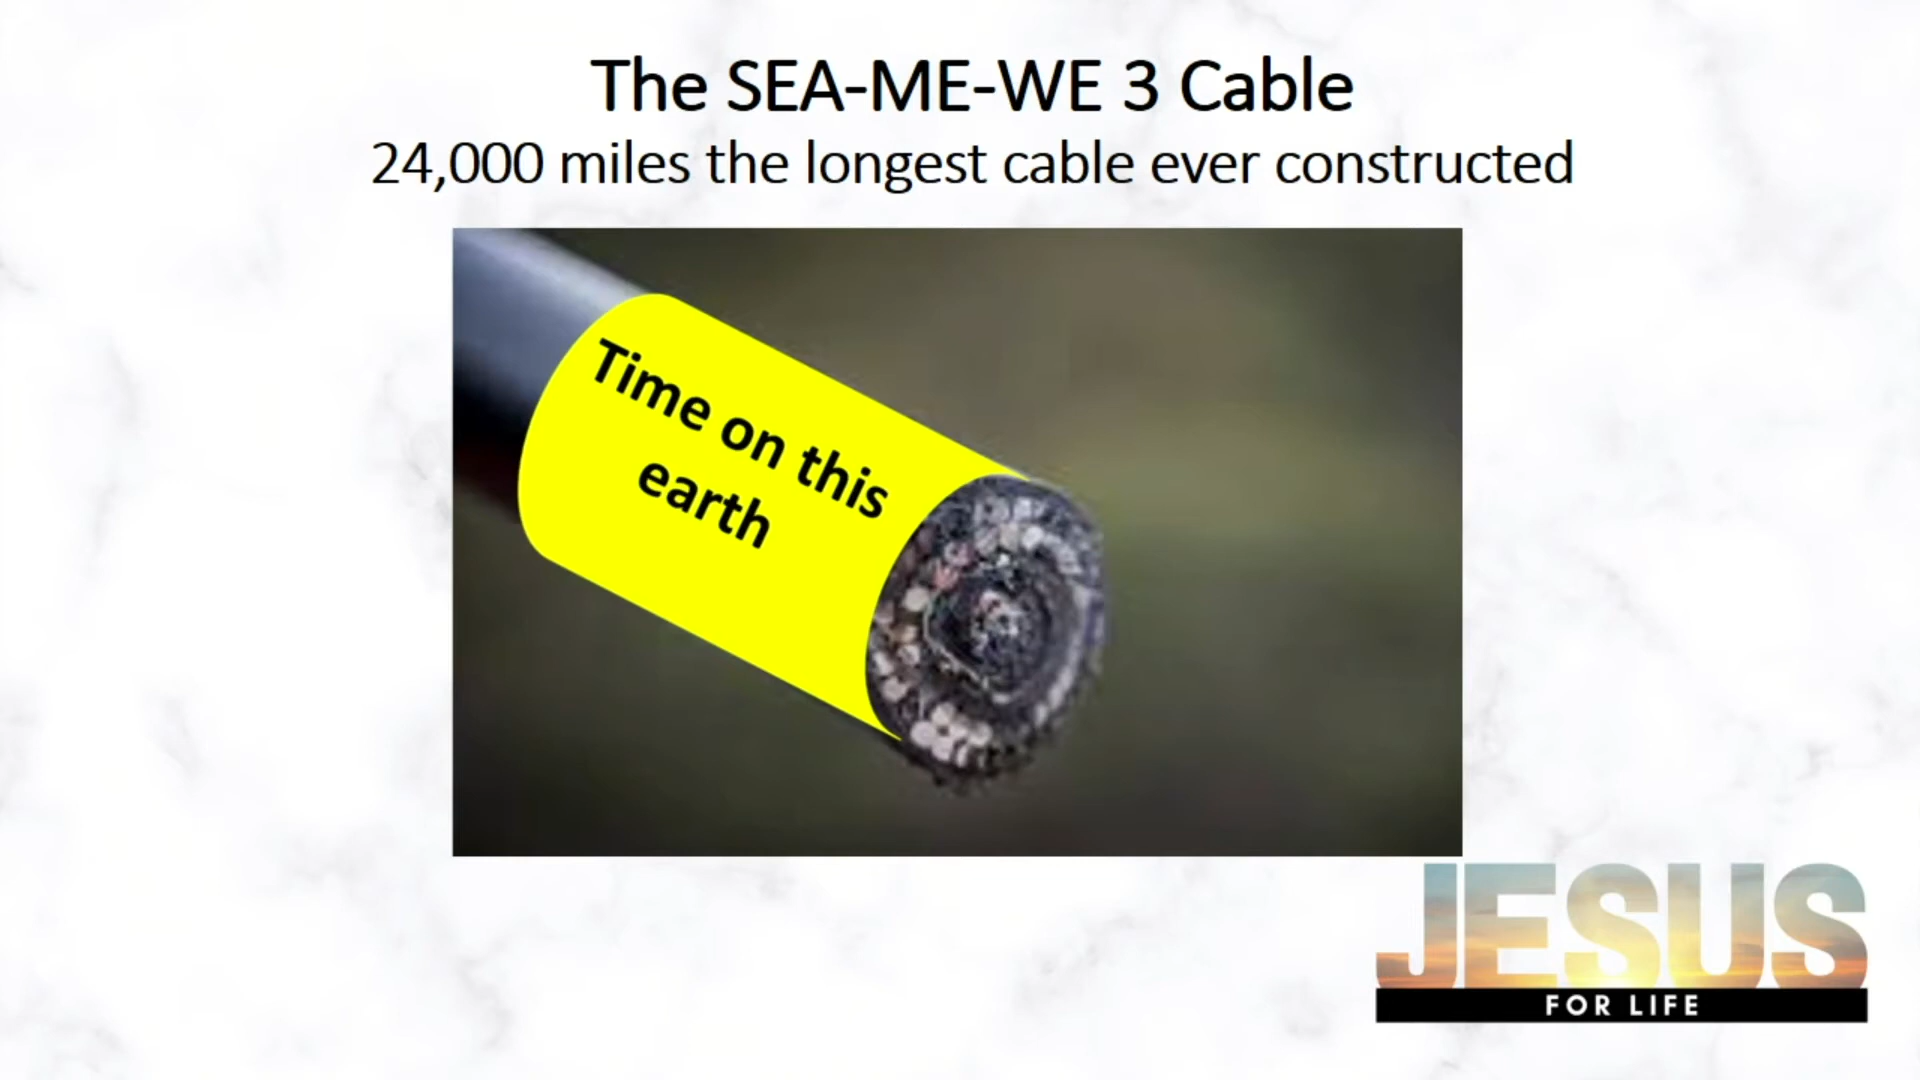 The SEA-ME-WE 3 Cable
24,000 miles the longest cable ever constructed
Time on this
earth
JESUS
FOR LIFE